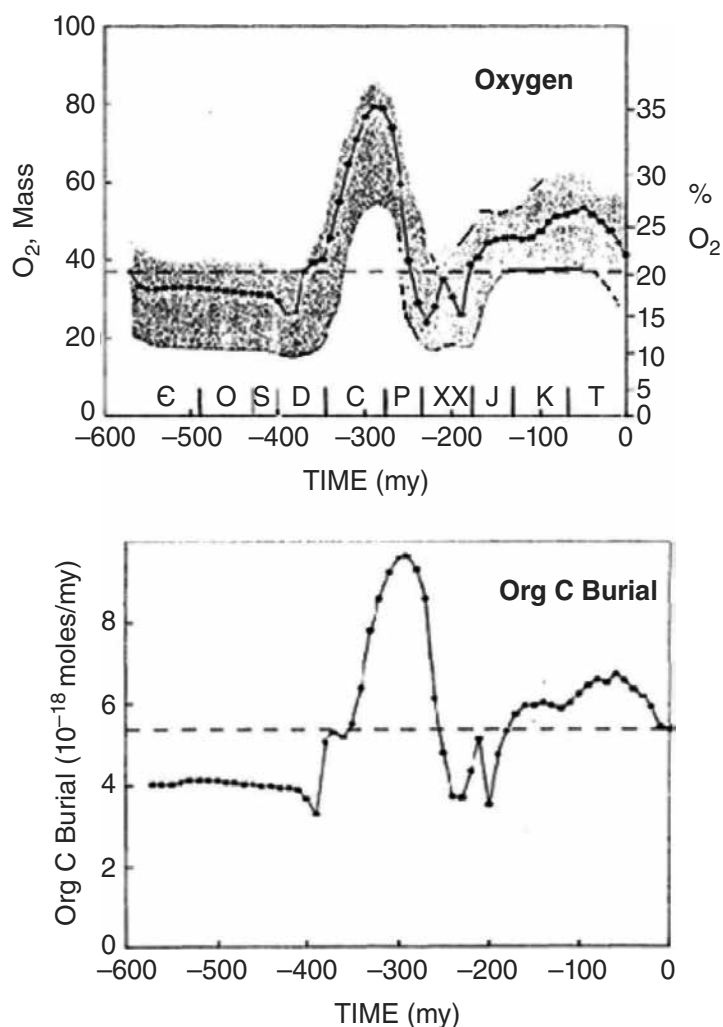 Oxygen
O₂, Mass
100
80
60
40
20
0
35
30
25
20
15
10
5
0
%
O₂
Є O S D C P XX J K T
−600 −500 −400 −300 −200 −100 0
TIME (my)
Org C Burial
Org C Burial (10⁻¹⁸ moles/my)
8
6
4
2
0
−600 −500 −400 −300 −200 −100 0
TIME (my)